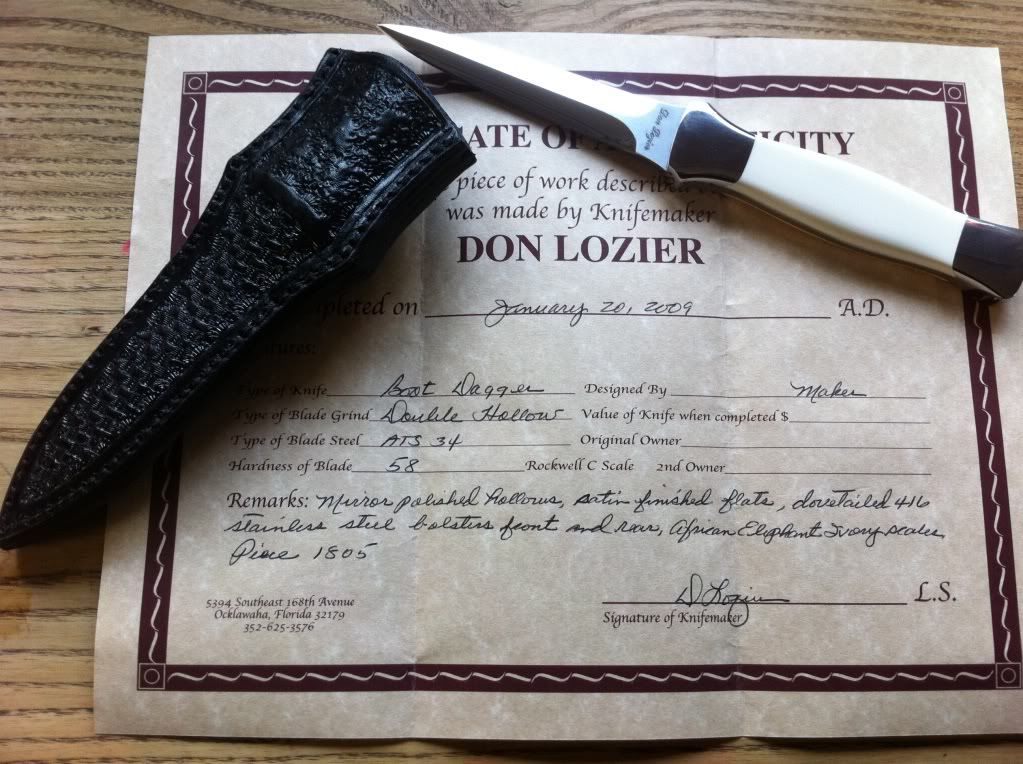 ATE OF A ICITY
piece of work described
was made by Knifemaker
DON LOZIER
pleted on January 20, 2009 A.D.
atures:
Type of Knife Boot Dagger Designed By Maker
Type of Blade Grind Double Hollow Value of Knife when completed $
Type of Blade Steel ATS 34 Original Owner
Hardness of Blade 58 Rockwell C Scale 2nd Owner
Remarks: Mirror polished hollows, satin finished flats, dovetailed 416
stainless steel bolsters front and rear, African Elephant Ivory scales,
Piece 1805
5394 Southeast 168th Avenue
Ocklawaha, Florida 32179
352-625-3576
D Lozier L.S.
Signature of Knifemaker
Don Lozier